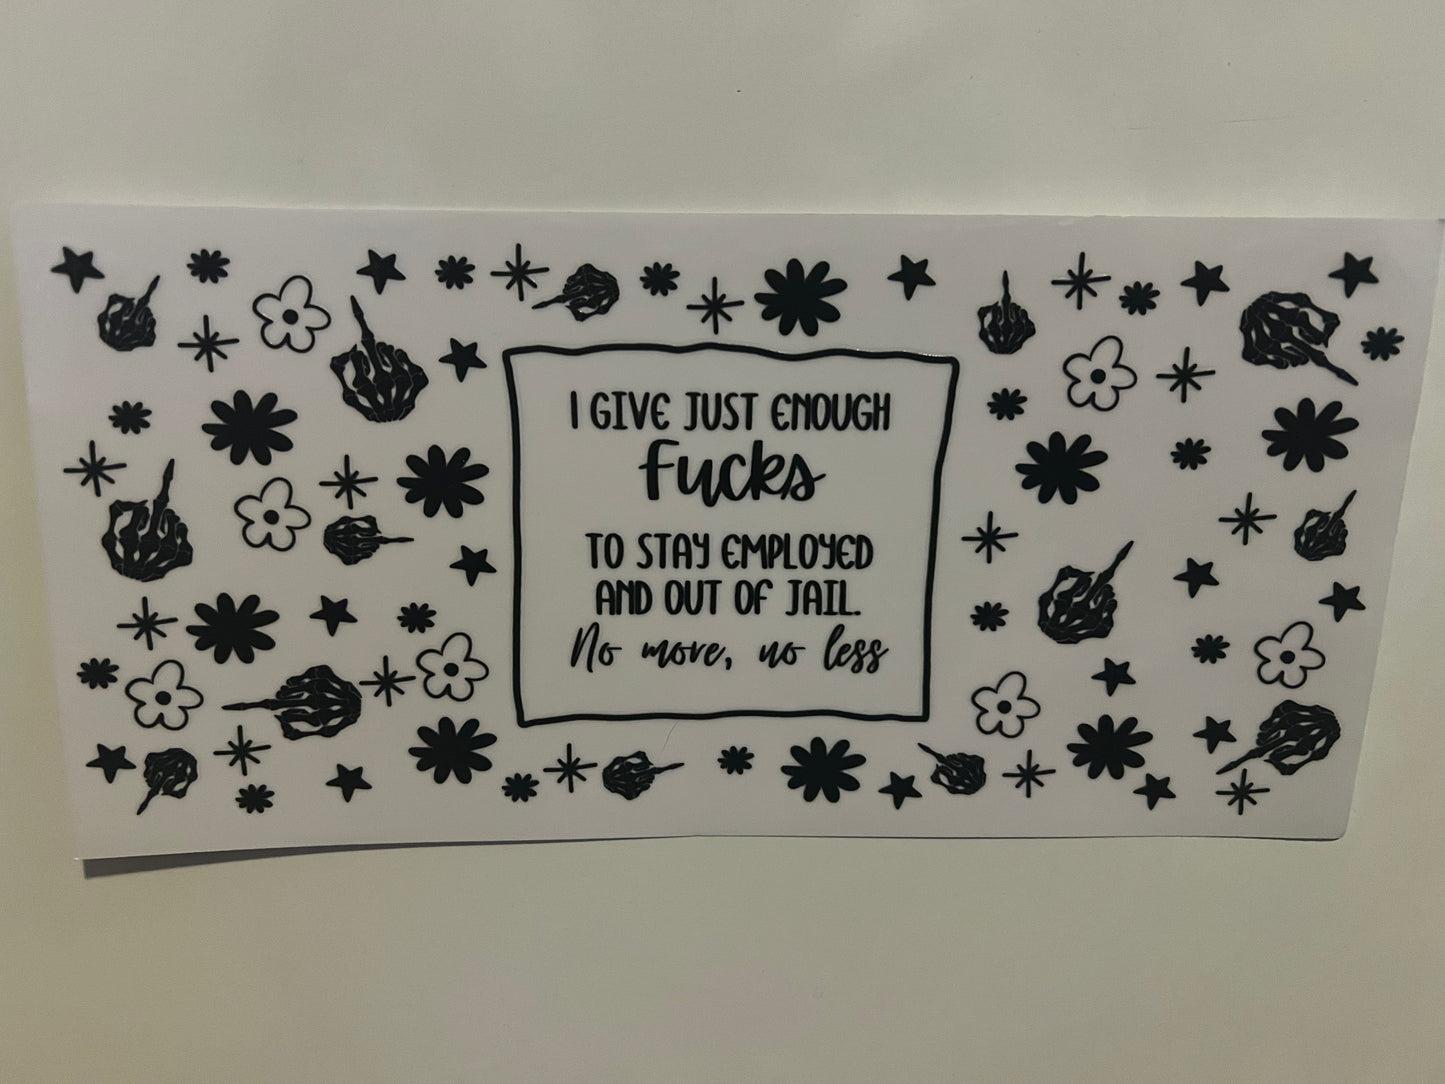 I GIVE JUST ENOUGH
Fucks
TO STAY EMPLOYED
AND OUT OF JAIL.
No more, no less